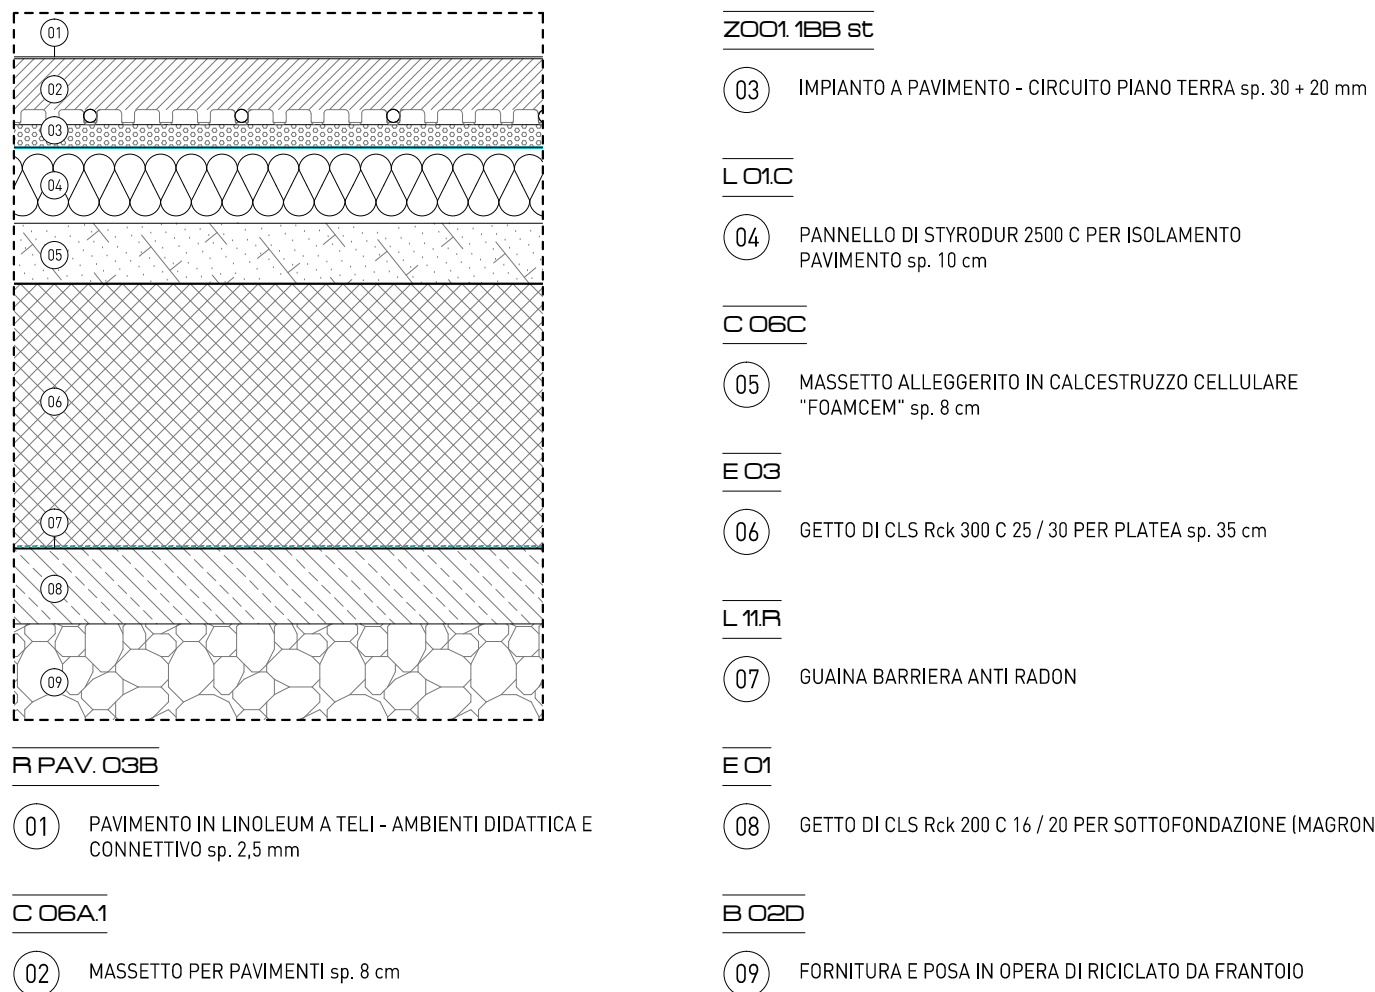 01
02
03
04
05
06
07
08
09
R PAV. 03B
01
PAVIMENTO IN LINOLEUM A TELI - AMBIENTI DIDATTICA E
CONNETTIVO sp. 2,5 mm
C 06A.1
02
MASSETTO PER PAVIMENTI sp. 8 cm
Z001. 1BB st
03
IMPIANTO A PAVIMENTO - CIRCUITO PIANO TERRA sp. 30 + 20 mm
L 01.C
04
PANNELLO DI STYRODUR 2500 C PER ISOLAMENTO
PAVIMENTO sp. 10 cm
C 06C
05
MASSETTO ALLEGGERITO IN CALCESTRUZZO CELLULARE
"FOAMCEM" sp. 8 cm
E 03
06
GETTO DI CLS Rck 300 C 25 / 30 PER PLATEA sp. 35 cm
L 11.R
07
GUAINA BARRIERA ANTI RADON
E 01
08
GETTO DI CLS Rck 200 C 16 / 20 PER SOTTOFONDAZIONE (MAGRON
B 02D
09
FORNITURA E POSA IN OPERA DI RICICLATO DA FRANTOIO